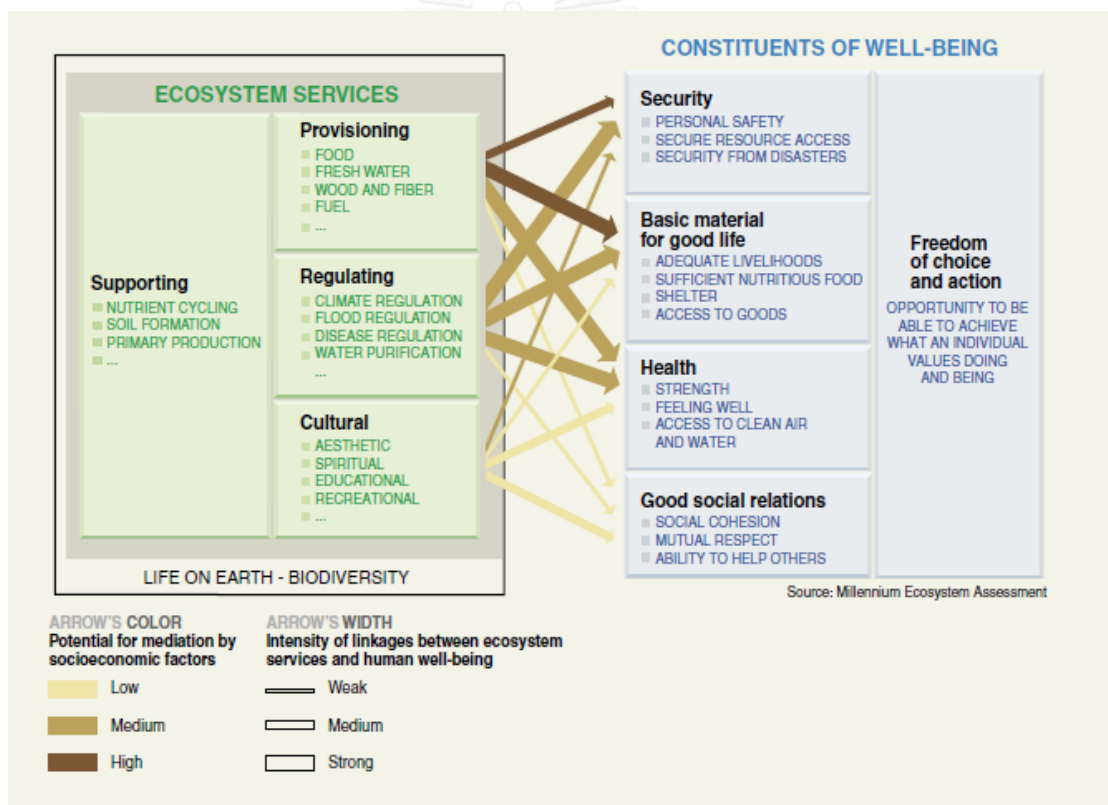 CONSTITUENTS OF WELL-BEING
ECOSYSTEM SERVICES
Supporting
NUTRIENT CYCLING
SOIL FORMATION
PRIMARY PRODUCTION
...
Provisioning
FOOD
FRESH WATER
WOOD AND FIBER
FUEL
...
Regulating
CLIMATE REGULATION
FLOOD REGULATION
DISEASE REGULATION
WATER PURIFICATION
...
Cultural
AESTHETIC
SPIRITUAL
EDUCATIONAL
RECREATIONAL
...
LIFE ON EARTH - BIODIVERSITY
Security
PERSONAL SAFETY
SECURE RESOURCE ACCESS
SECURITY FROM DISASTERS
Basic material
for good life
ADEQUATE LIVELIHOODS
SUFFICIENT NUTRITIOUS FOOD
SHELTER
ACCESS TO GOODS
Health
STRENGTH
FEELING WELL
ACCESS TO CLEAN AIR
AND WATER
Good social relations
SOCIAL COHESION
MUTUAL RESPECT
ABILITY TO HELP OTHERS
Freedom
of choice
and action
OPPORTUNITY TO BE
ABLE TO ACHIEVE
WHAT AN INDIVIDUAL
VALUES DOING
AND BEING
Source: Millennium Ecosystem Assessment
ARROW'S COLOR
Potential for mediation by
socioeconomic factors
Low
Medium
High
ARROW'S WIDTH
Intensity of linkages between ecosystem
services and human well-being
Weak
Medium
Strong